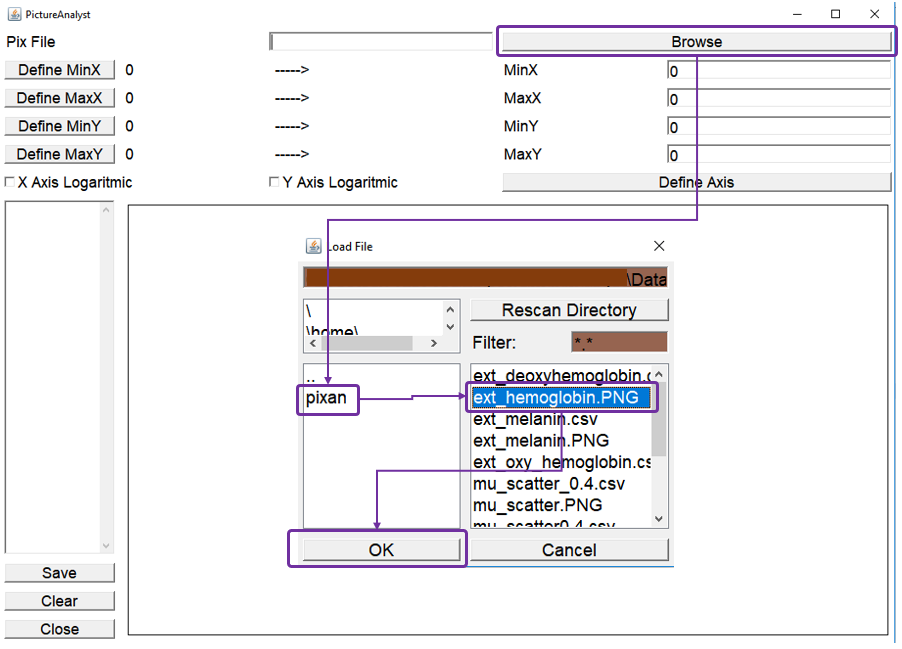 PictureAnalyst
Pix File
Browse
Define MinX 0 -----> MinX 0
Define MaxX 0 -----> MaxX 0
Define MinY 0 -----> MinY 0
Define MaxY 0 -----> MaxY 0
X Axis Logaritmic Y Axis Logaritmic Define Axis
Load File
\Data
\
\home\
Rescan Directory
Filter: *.*
..
pixan
ext_deoxyhemoglobin.
ext_hemoglobin.PNG
ext_melanin.csv
ext_melanin.PNG
ext_oxy_hemoglobin.cs
mu_scatter_0.4.csv
mu_scatter.PNG
mu_scatter0.4.csv
OK Cancel
Save
Clear
Close